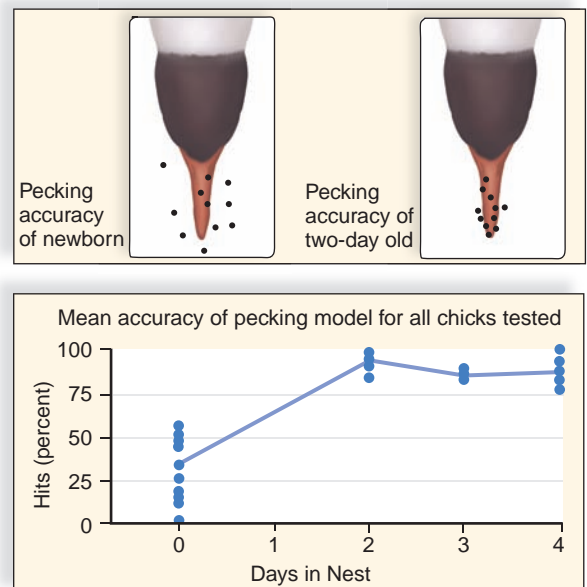 Pecking
accuracy
of newborn
Pecking
accuracy of
two-day old
Mean accuracy of pecking model for all chicks tested
Hits (percent)
100
75
50
25
0
0 1 2 3 4
Days in Nest